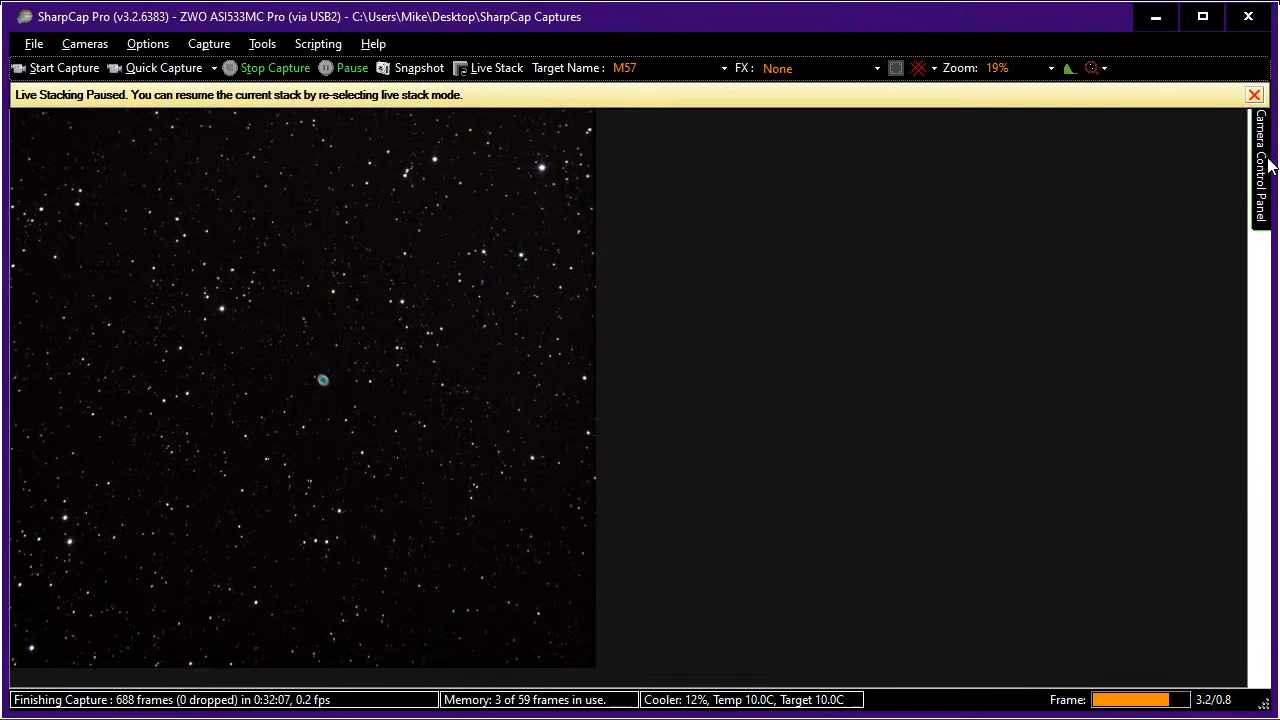 SharpCap Pro (v3.2.6383) - ZWO ASI533MC Pro (via USB2) - C:\Users\Mike\Desktop\SharpCap Captures
File Cameras Options Capture Tools Scripting Help
Start Capture Quick Capture Stop Capture Pause Snapshot Live Stack Target Name: M57 FX: None Zoom: 19%
Live Stacking Paused. You can resume the current stack by re-selecting live stack mode.
Camera Control Panel
Finishing Capture : 688 frames (0 dropped) in 0:32:07, 0.2 fps Memory: 3 of 59 frames in use. Cooler: 12%, Temp 10.0C, Target 10.0C Frame: 3.2/0.8